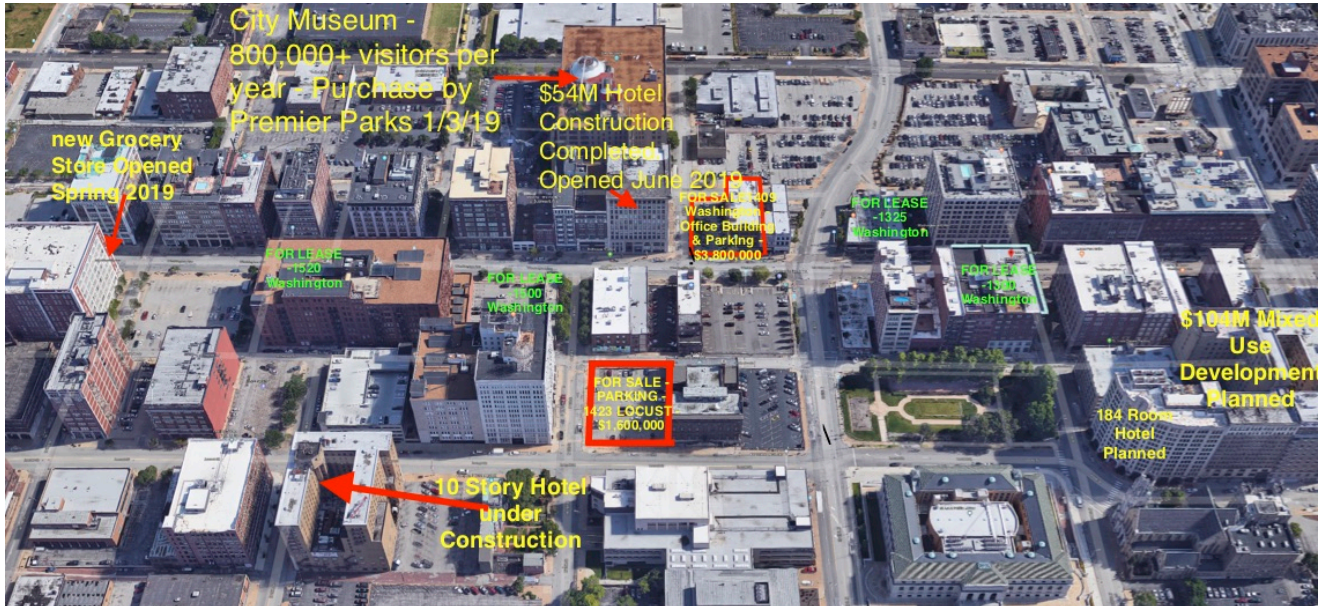 City Museum -
800,000+ visitors per
year - Purchase by
Premier Parks 1/3/19
$54M Hotel
Construction
Completed
Opened June 2019
new Grocery
Store Opened
Spring 2019
FOR SALE1409
Washington
Office Building
& Parking -
$3,800,000
FOR LEASE
-1325
Washington
FOR LEASE
-1520
Washington
FOR LEASE
Washington
FOR LEASE
Washington
$104M Mixed
Use
Development
Planned
FOR SALE -
PARKING -
1423 LOCUST -
$1,600,000
184 Room
Hotel
Planned
10 Story Hotel
under
Construction